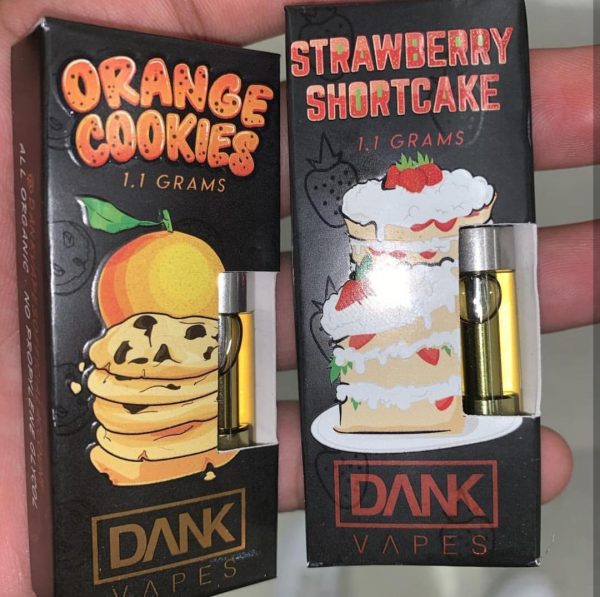 ORANGE
COOKIES
1.1 GRAMS
ALL ORGANIC NO PROPYLENE GLYCOL
DANK
VAPES
STRAWBERRY
SHORTCAKE
1.1 GRAMS
DANK
VAPES